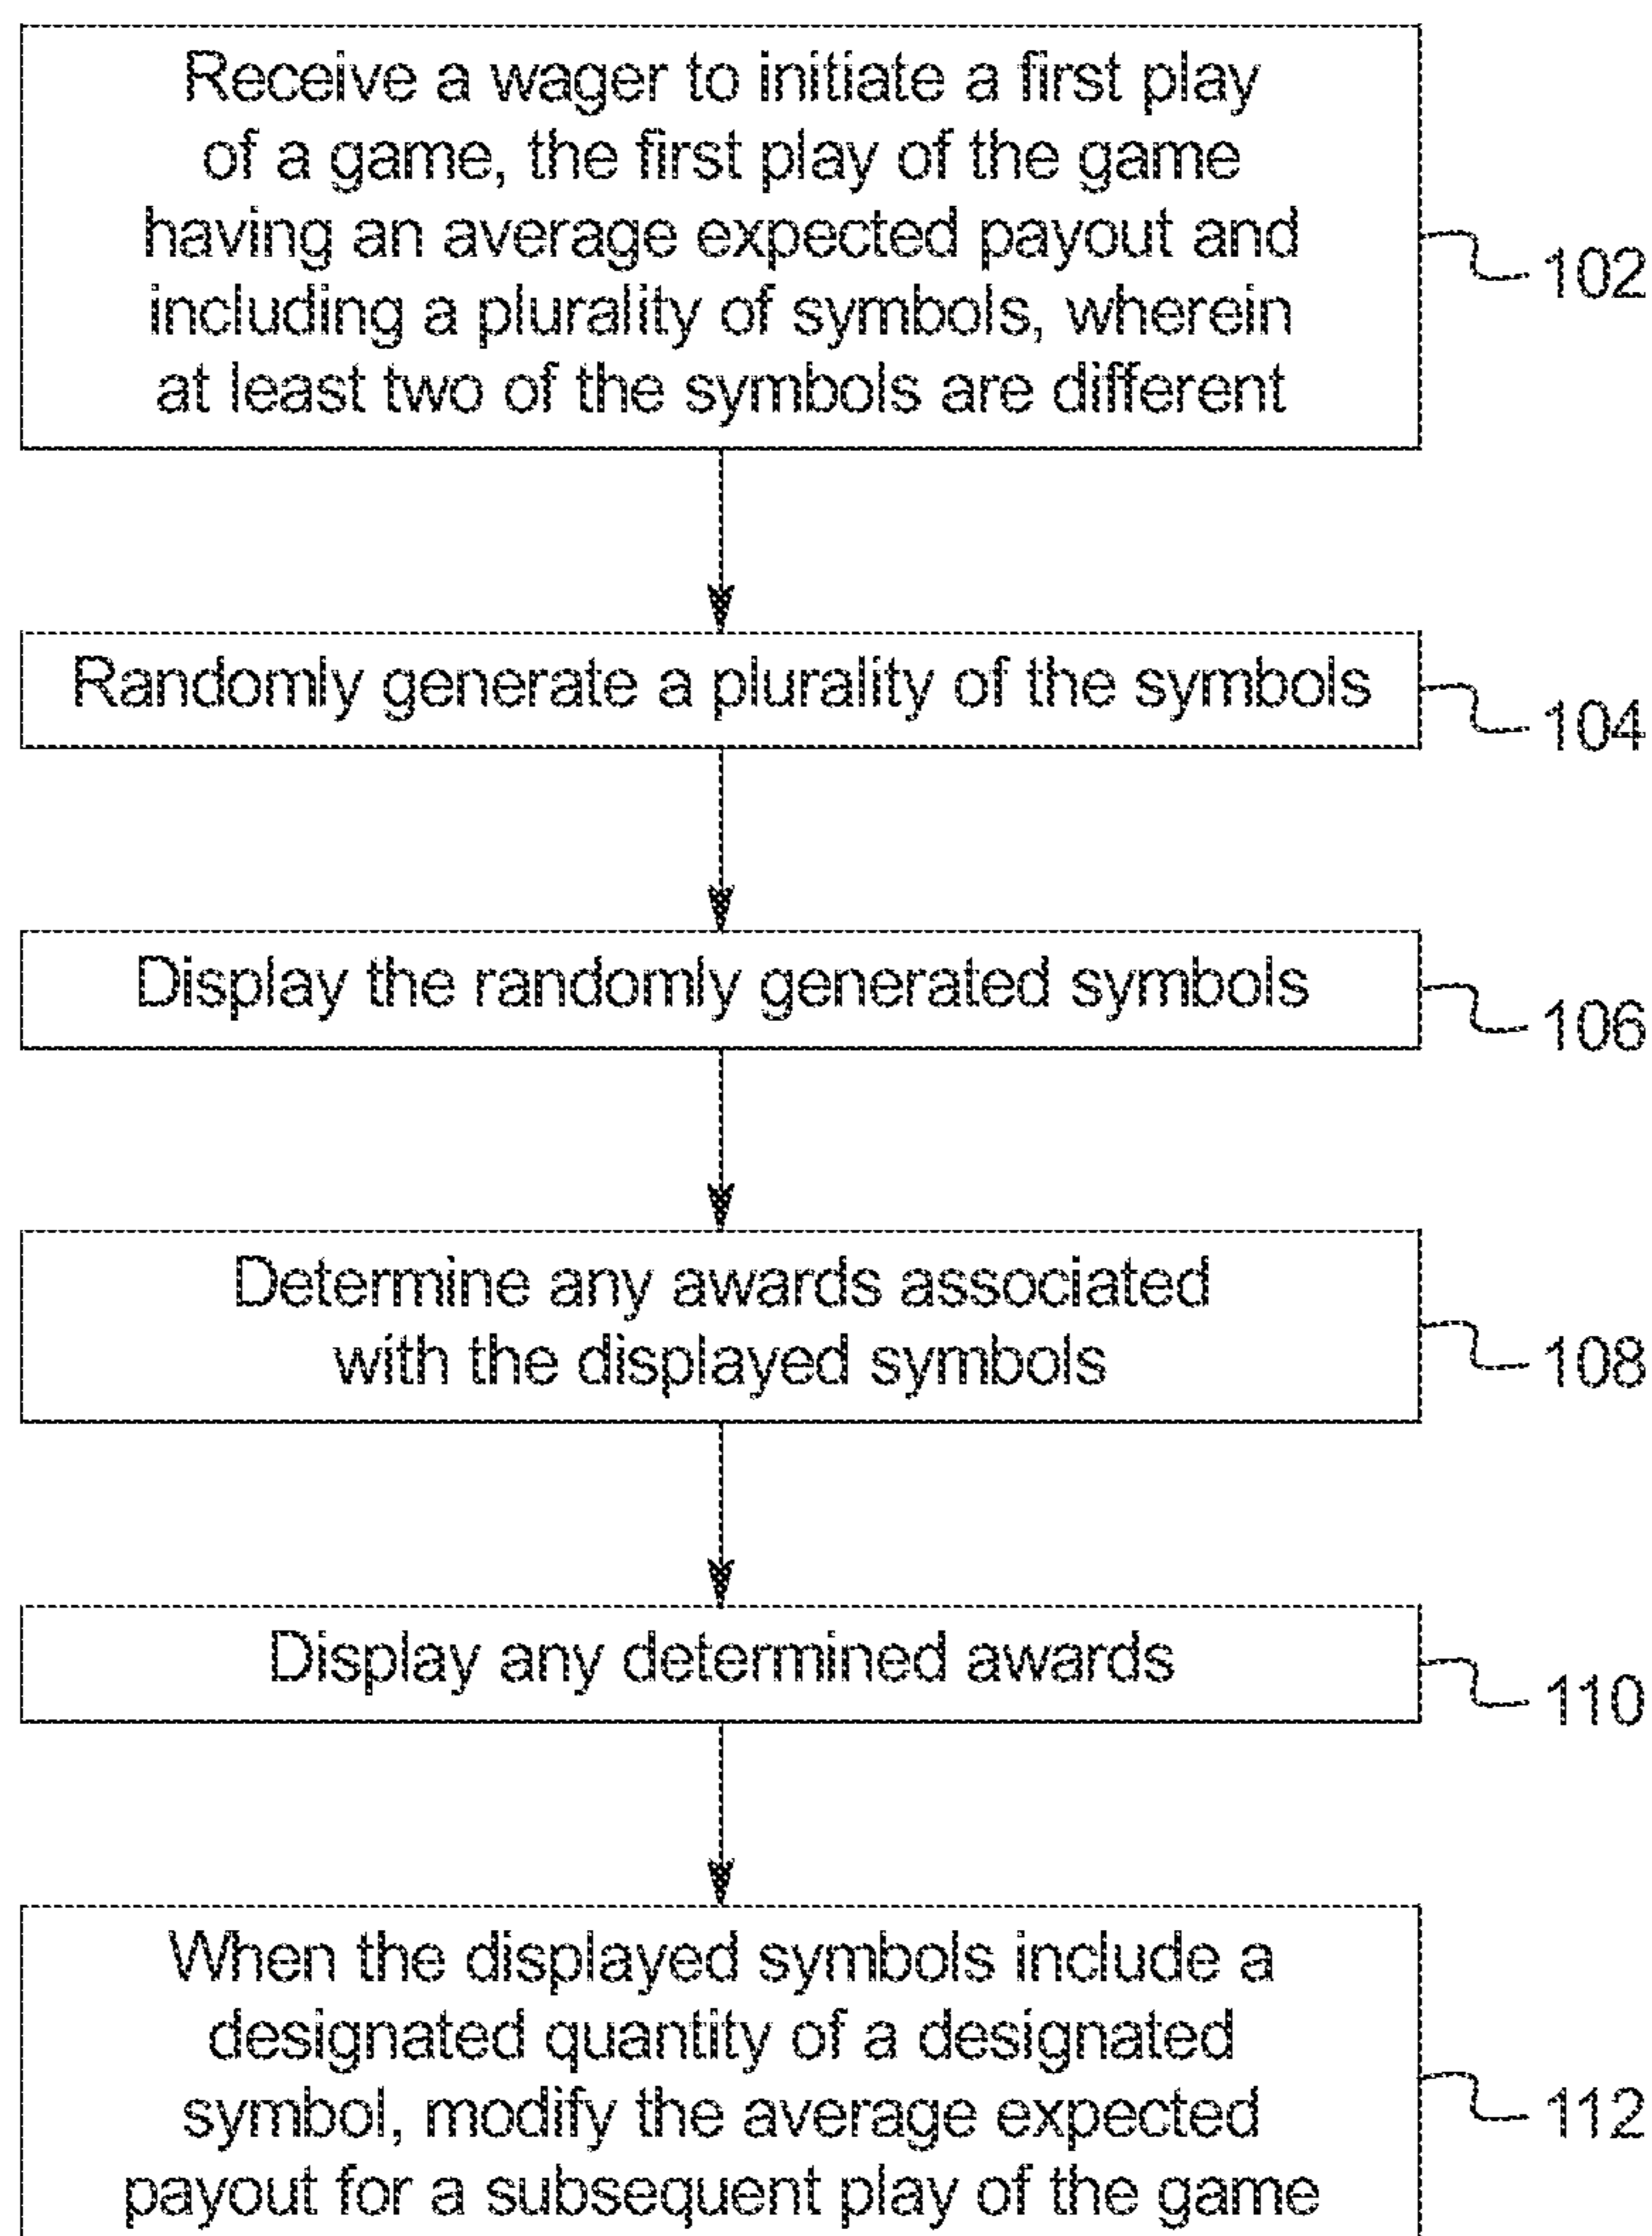 Receive a wager to initiate a first play
of a game, the first play of the game
having an average expected payout and
including a plurality of symbols, wherein
at least two of the symbols are different
102
Randomly generate a plurality of the symbols
104
Display the randomly generated symbols
106
Determine any awards associated
with the displayed symbols
108
Display any determined awards
110
When the displayed symbols include a
designated quantity of a designated
symbol, modify the average expected
payout for a subsequent play of the game
112